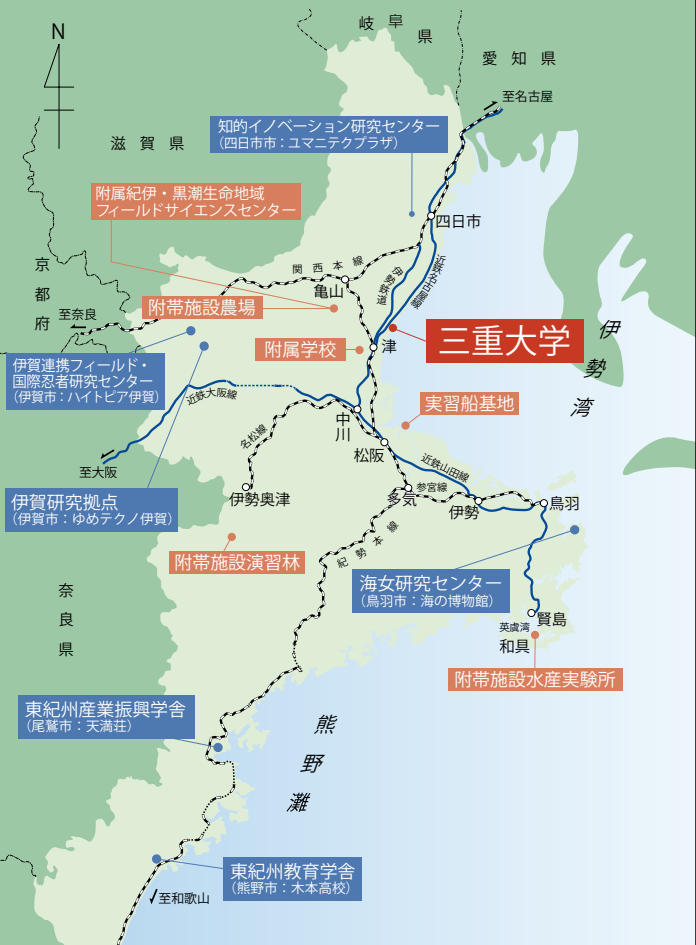 N
岐阜県
愛知県
至名古屋
滋賀県
知的イノベーション研究センター
(四日市市：ユマニテクプラザ)
附属紀伊・黒潮生命地域
フィールドサイエンスセンター
四日市
京都府
関西本線
伊勢鉄道
近鉄名古屋線
亀山
附帯施設農場
至奈良
三重大学
伊勢湾
附属学校
津
伊賀連携フィールド・
国際忍者研究センター
(伊賀市：ハイトピア伊賀)
近鉄大阪線
実習船基地
中川
名松線
松阪
至大阪
近鉄山田線
伊勢奥津
多気
参宮線
伊勢
鳥羽
伊賀研究拠点
(伊賀市：ゆめテクノ伊賀)
紀勢本線
附帯施設演習林
海女研究センター
(鳥羽市：海の博物館)
奈良県
賢島
英虞湾
和具
附帯施設水産実験所
東紀州産業振興学舎
(尾鷲市：天満荘)
熊野灘
東紀州教育学舎
(熊野市：木本高校)
至和歌山